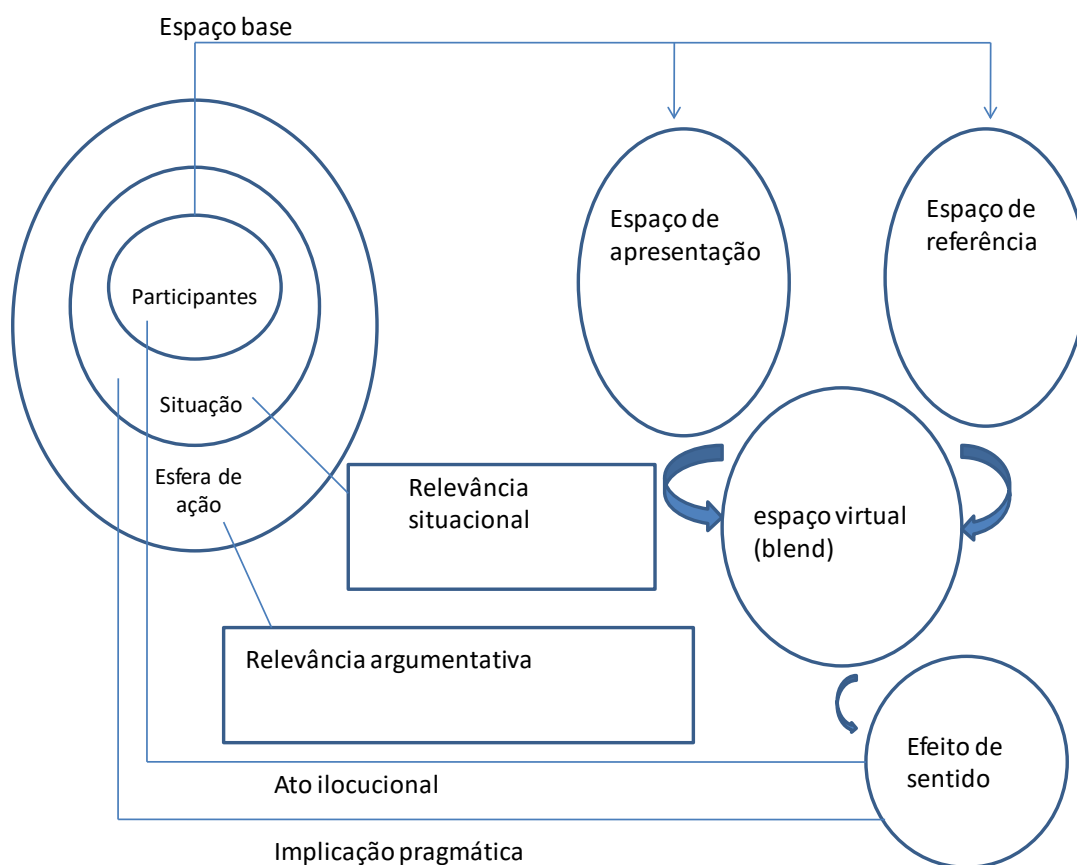 Espaço base
Espaço de
apresentação
Espaço de
referência
Participantes
Situação
Esfera de
ação
Relevância
situacional
espaço virtual
(blend)
Relevância argumentativa
Efeito de
sentido
Ato ilocucional
Implicação pragmática